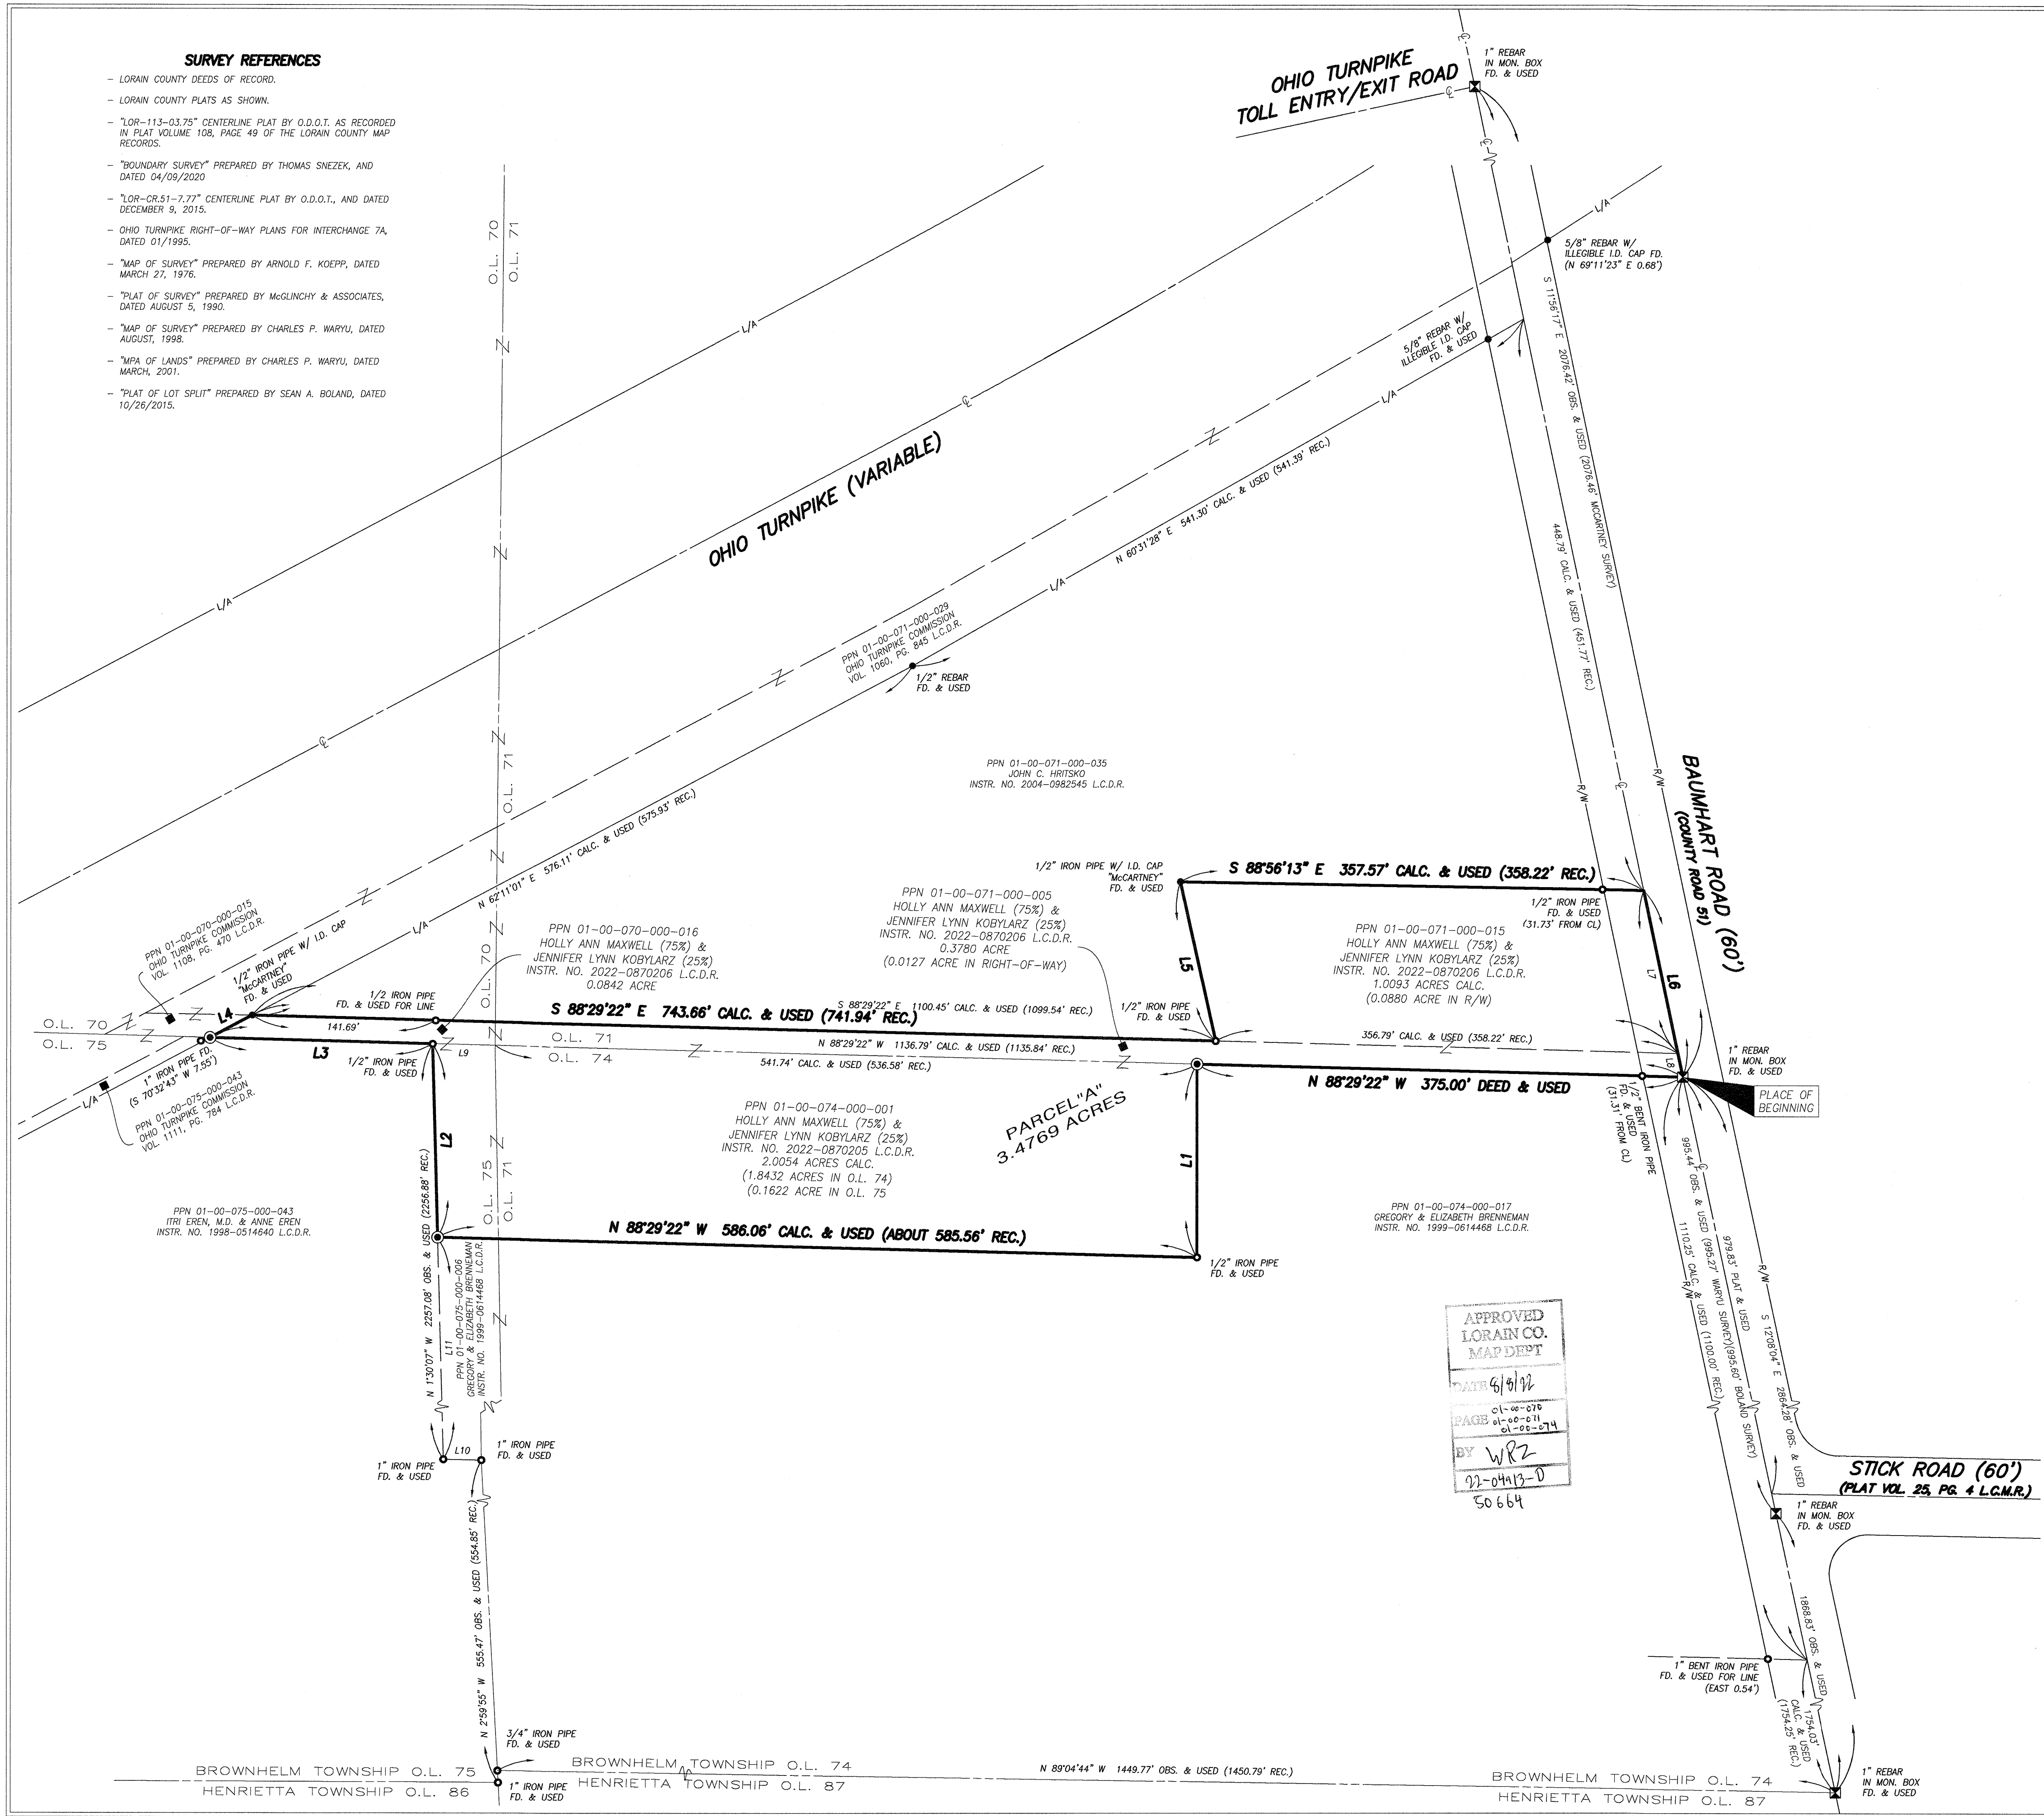 SURVEY REFERENCES
– LORAIN COUNTY DEEDS OF RECORD.
– LORAIN COUNTY PLATS AS SHOWN.
– "LOR–113–03.75" CENTERLINE PLAT BY O.D.O.T. AS RECORDED
IN PLAT VOLUME 108, PAGE 49 OF THE LORAIN COUNTY MAP
RECORDS.
– "BOUNDARY SURVEY" PREPARED BY THOMAS SNEZEK, AND
DATED 04/09/2020
– "LOR–CR.51–7.77" CENTERLINE PLAT BY O.D.O.T., AND DATED
DECEMBER 9, 2015.
– OHIO TURNPIKE RIGHT–OF–WAY PLANS FOR INTERCHANGE 7A,
DATED 01/1995.
– "MAP OF SURVEY" PREPARED BY ARNOLD F. KOEPP, DATED
MARCH 27, 1976.
– "PLAT OF SURVEY" PREPARED BY McGLINCHY & ASSOCIATES,
DATED AUGUST 5, 1990.
– "MAP OF SURVEY" PREPARED BY CHARLES P. WARYU, DATED
AUGUST, 1998.
– "MPA OF LANDS" PREPARED BY CHARLES P. WARYU, DATED
MARCH, 2001.
– "PLAT OF LOT SPLIT" PREPARED BY SEAN A. BOLAND, DATED
10/26/2015.
OHIO TURNPIKE
TOLL ENTRY/EXIT ROAD
1" REBAR
IN MON. BOX
FD. & USED
O.L. 70
O.L. 71
L/A
L/A
L/A
5/8" REBAR W/
ILLEGIBLE I.D. CAP FD.
(N 69°11'23" E 0.68')
S 11°56'17" E 2076.42' OBS. & USED (2076.46' MCCARTNEY SURVEY)
5/8" REBAR W/
ILLEGIBLE I.D. CAP
FD. & USED
L/A
OHIO TURNPIKE (VARIABLE)
N 60°31'28" E 541.30' CALC. & USED (541.39' REC.)
L/A
448.79' CALC. & USED (451.77' REC.)
PPN 01–00–071–000–029
OHIO TURNPIKE COMMISSION
VOL. 1060, PG. 845 L.C.D.R.
1/2" REBAR
FD. & USED
O.L. 71
PPN 01–00–071–000–035
JOHN C. HRITSKO
INSTR. NO. 2004–0982545 L.C.D.R.
R/W
R/W
BAUMHART ROAD (60')
(COUNTY ROAD 51)
N 62°11'01" E 576.11' CALC. & USED (575.93' REC.)
L/A
PPN 01–00–070–000–015
OHIO TURNPIKE COMMISSION
VOL. 1108, PG. 470 L.C.D.R.
1/2" IRON PIPE W/ I.D. CAP
"McCARTNEY"
FD. & USED
PPN 01–00–070–000–016
HOLLY ANN MAXWELL (75%) &
JENNIFER LYNN KOBYLARZ (25%)
INSTR. NO. 2022–0870206 L.C.D.R.
0.0842 ACRE
O.L. 70
PPN 01–00–071–000–005
HOLLY ANN MAXWELL (75%) &
JENNIFER LYNN KOBYLARZ (25%)
INSTR. NO. 2022–0870206 L.C.D.R.
0.3780 ACRE
(0.0127 ACRE IN RIGHT–OF–WAY)
1/2" IRON PIPE W/ I.D. CAP
"McCARTNEY"
FD. & USED
S 88°56'13" E 357.57' CALC. & USED (358.22' REC.)
1/2" IRON PIPE
FD. & USED
(31.73' FROM CL)
PPN 01–00–071–000–015
HOLLY ANN MAXWELL (75%) &
JENNIFER LYNN KOBYLARZ (25%)
INSTR. NO. 2022–0870206 L.C.D.R.
1.0093 ACRES CALC.
(0.0880 ACRE IN R/W)
L5
L7
L6
1/2 IRON PIPE
FD. & USED FOR LINE
L4
141.69'
S 88°29'22" E 743.66' CALC. & USED (741.94' REC.)
S 88°29'22" E 1100.45' CALC. & USED (1099.54' REC.)
1/2" IRON PIPE
FD. & USED
O.L. 70
O.L. 75
L3
1/2" IRON PIPE
FD. & USED
L9
O.L. 71
O.L. 74
N 88°29'22" W 1136.79' CALC. & USED (1135.84' REC.)
541.74' CALC. & USED (536.58' REC.)
356.79' CALC. & USED (358.22' REC.)
L8
1" REBAR
IN MON. BOX
FD. & USED
PLACE OF
BEGINNING
1" IRON PIPE FD.
(S 70°32'43" W 7.55')
L/A
PPN 01–00–075–000–043
OHIO TURNPIKE COMMISSION
VOL. 1111, PG. 784 L.C.D.R.
N 88°29'22" W 375.00' DEED & USED
1/2" BENT IRON PIPE
FD. & USED
(31.31' FROM CL)
PPN 01–00–074–000–001
HOLLY ANN MAXWELL (75%) &
JENNIFER LYNN KOBYLARZ (25%)
INSTR. NO. 2022–0870205 L.C.D.R.
2.0054 ACRES CALC.
(1.8432 ACRES IN O.L. 74)
(0.1622 ACRE IN O.L. 75
PARCEL"A"
3.4769 ACRES
L2
L1
O.L. 75
O.L. 71
PPN 01–00–075–000–043
ITRI EREN, M.D. & ANNE EREN
INSTR. NO. 1998–0514640 L.C.D.R.
N 88°29'22" W 586.06' CALC. & USED (ABOUT 585.56' REC.)
1/2" IRON PIPE
FD. & USED
PPN 01–00–074–000–017
GREGORY & ELIZABETH BRENNEMAN
INSTR. NO. 1999–0614468 L.C.D.R.
N 1°30'07" W 2257.08' OBS. & USED (2256.88' REC.)
L11
PPN 01–00–075–000–006
GREGORY & ELIZABETH BRENNEMAN
INSTR. NO. 1999–0614468 L.C.D.R.
995.44' OBS. & USED (995.27' WARYU SURVEY)(995.60' BOLAND SURVEY)
1110.25' CALC. & USED (1100.00' REC.)
979.83' PLAT & USED
R/W
R/W
S 12°08'04" E 2864.28' OBS. & USED
APPROVED
LORAIN CO.
MAP DEPT
DATE 8/8/22
PAGE 01-00-070
01-00-071
01-00-074
BY WRZ
22-04913-D
50664
L10
1" IRON PIPE
FD. & USED
1" IRON PIPE
FD. & USED
STICK ROAD (60')
(PLAT VOL. 25, PG. 4 L.C.M.R.)
1" REBAR
IN MON. BOX
FD. & USED
N 2°59'55" W 555.47' OBS. & USED (554.85' REC.)
1868.83' OBS. & USED
1" BENT IRON PIPE
FD. & USED FOR LINE
(EAST 0.54')
1754.03'
CALC. & USED
(1754.25' REC.)
3/4" IRON PIPE
FD. & USED
BROWNHELM TOWNSHIP O.L. 75
HENRIETTA TOWNSHIP O.L. 86
1" IRON PIPE
FD. & USED
BROWNHELM TOWNSHIP O.L. 74
HENRIETTA TOWNSHIP O.L. 87
N 89°04'44" W 1449.77' OBS. & USED (1450.79' REC.)
BROWNHELM TOWNSHIP O.L. 74
HENRIETTA TOWNSHIP O.L. 87
1" REBAR
IN MON. BOX
FD. & USED